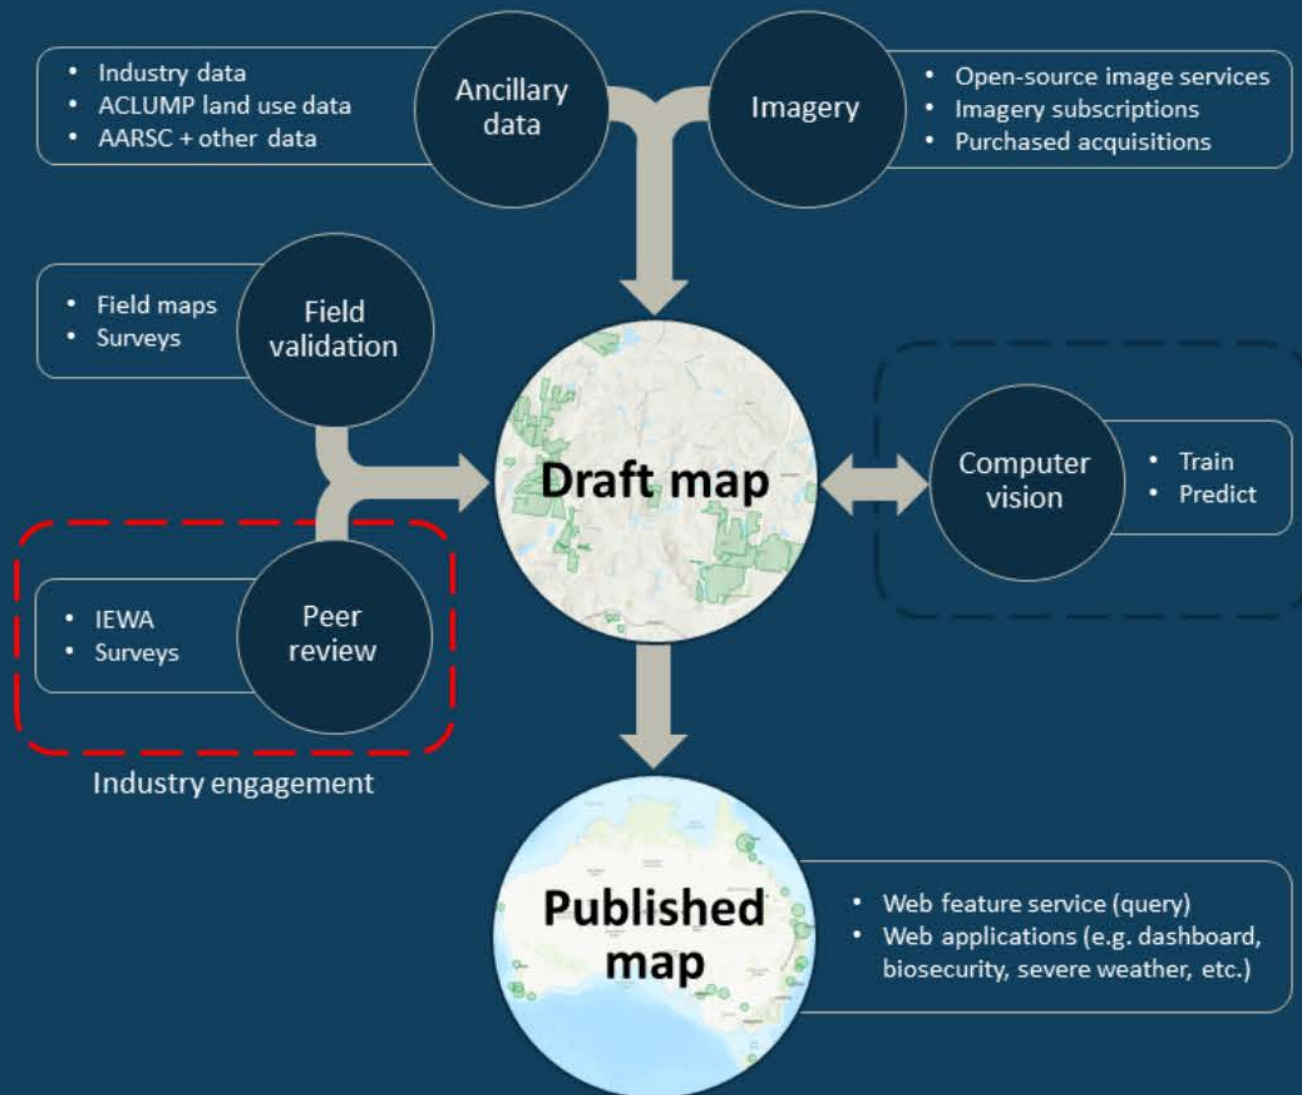 • Industry data
• ACLUMP land use data
• AARSC + other data
Ancillary
data
Imagery
• Open-source image services
• Imagery subscriptions
• Purchased acquisitions
• Field maps
• Surveys
Field
validation
Draft map
Computer
vision
• Train
• Predict
• IEWA
• Surveys
Peer
review
Industry engagement
Published
map
• Web feature service (query)
• Web applications (e.g. dashboard,
biosecurity, severe weather, etc.)